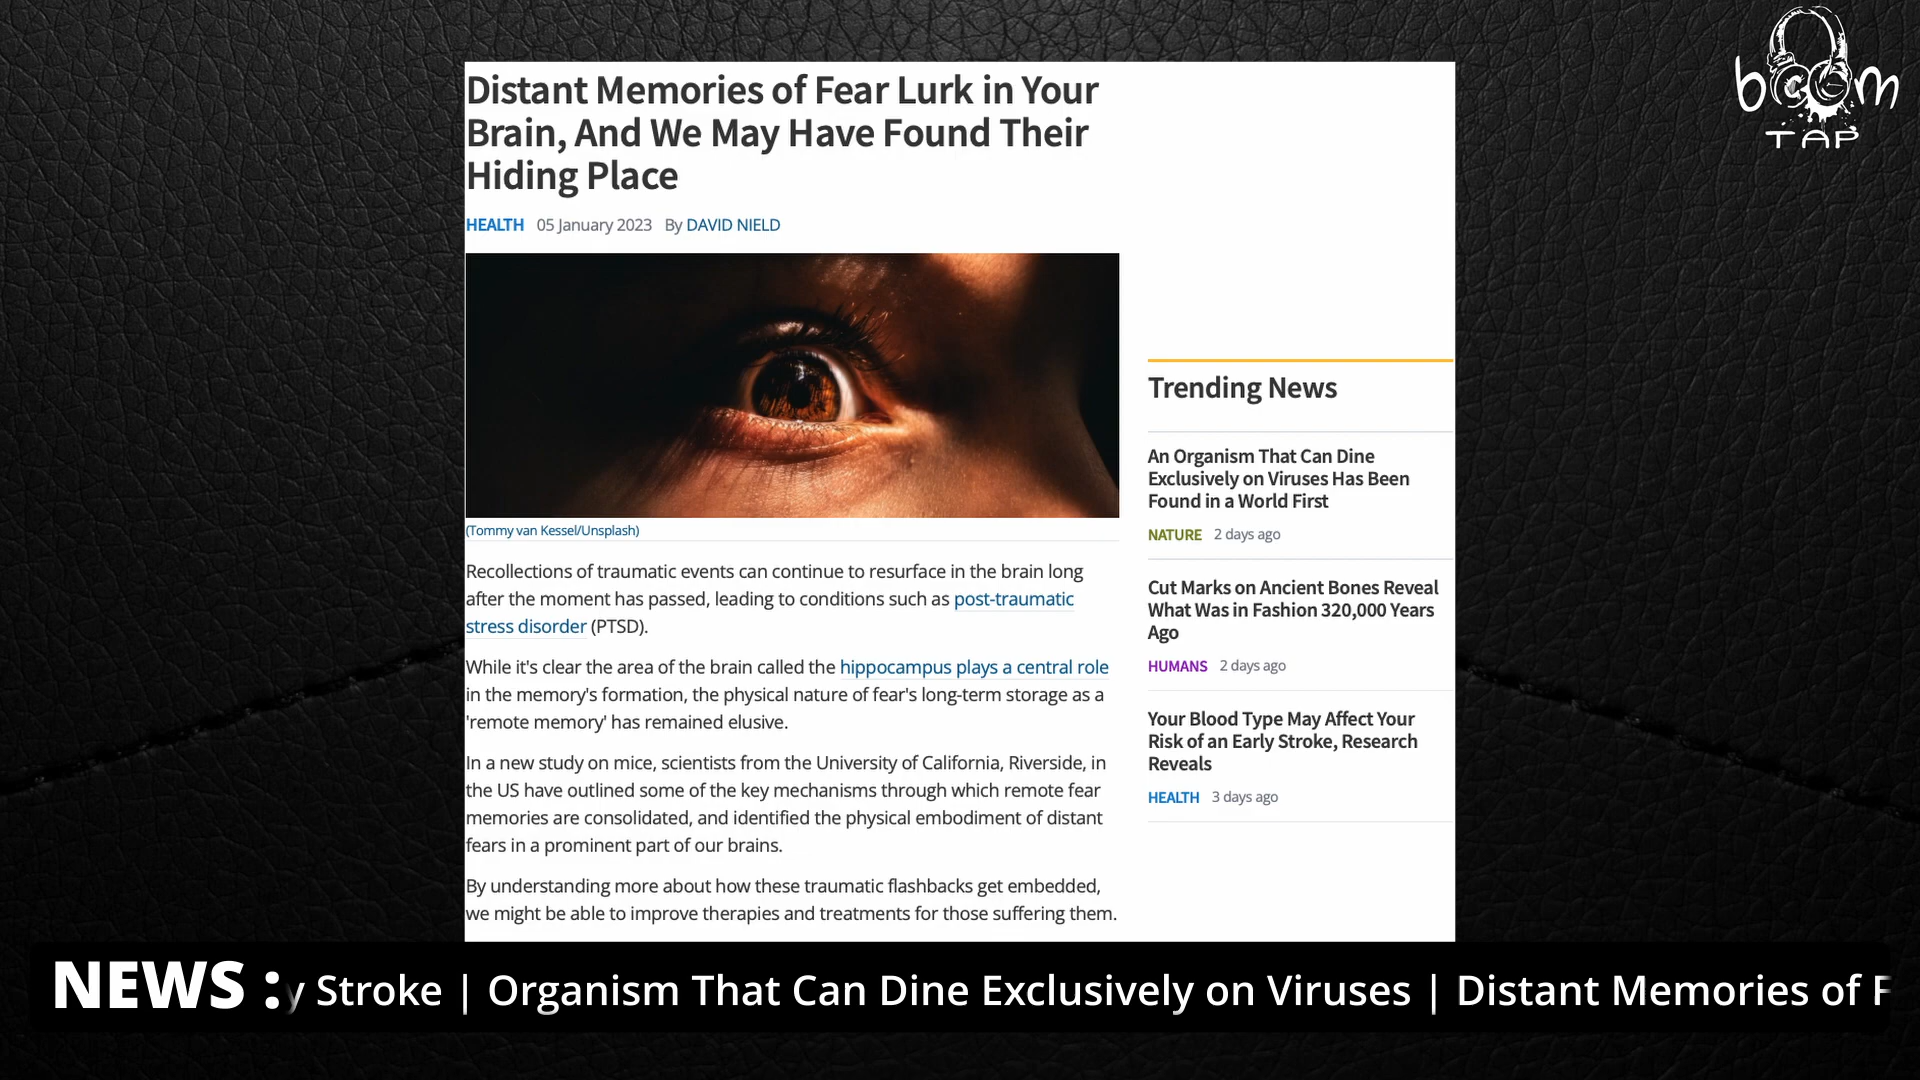 boom
TAP
Distant Memories of Fear Lurk in Your
Brain, And We May Have Found Their
Hiding Place
HEALTH 05 January 2023 By DAVID NIELD
(Tommy van Kessel/Unsplash)
Recollections of traumatic events can continue to resurface in the brain long
after the moment has passed, leading to conditions such as post-traumatic
stress disorder (PTSD).
While it's clear the area of the brain called the hippocampus plays a central role
in the memory's formation, the physical nature of fear's long-term storage as a
'remote memory' has remained elusive.
In a new study on mice, scientists from the University of California, Riverside, in
the US have outlined some of the key mechanisms through which remote fear
memories are consolidated, and identified the physical embodiment of distant
fears in a prominent part of our brains.
By understanding more about how these traumatic flashbacks get embedded,
we might be able to improve therapies and treatments for those suffering them.
Trending News
An Organism That Can Dine
Exclusively on Viruses Has Been
Found in a World First
NATURE 2 days ago
Cut Marks on Ancient Bones Reveal
What Was in Fashion 320,000 Years
Ago
HUMANS 2 days ago
Your Blood Type May Affect Your
Risk of an Early Stroke, Research
Reveals
HEALTH 3 days ago
NEWS : y Stroke | Organism That Can Dine Exclusively on Viruses | Distant Memories of F